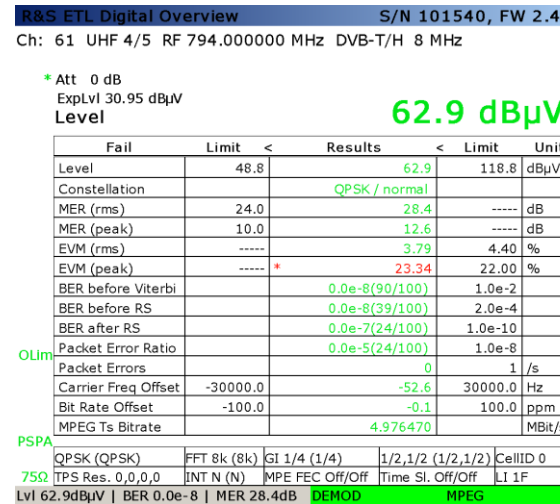 R&S ETL Digital Overview S/N 101540, FW 2.4
Ch: 61 UHF 4/5 RF 794.000000 MHz DVB-T/H 8 MHz
* Att 0 dB
ExpLvl 30.95 dBµV
Level 62.9 dBµV
Fail Limit < Results < Limit Uni
Level 48.8 62.9 118.8 dBµV
Constellation QPSK / normal
MER (rms) 24.0 28.4 ----- dB
MER (peak) 10.0 12.6 ----- dB
EVM (rms) ----- 3.79 4.40 %
EVM (peak) ----- * 23.34 22.00 %
BER before Viterbi 0.0e-8(90/100) 1.0e-2
BER before RS 0.0e-8(39/100) 2.0e-4
BER after RS 0.0e-7(24/100) 1.0e-10
Packet Error Ratio 0.0e-5(24/100) 1.0e-8
OLim
Packet Errors 0 1 /s
Carrier Freq Offset -30000.0 -52.6 30000.0 Hz
Bit Rate Offset -100.0 -0.1 100.0 ppm
MPEG Ts Bitrate 4.976470 MBit/
PSPA
QPSK (QPSK) FFT 8k (8k) GI 1/4 (1/4) 1/2,1/2 (1/2,1/2) CellID 0
75Ω TPS Res. 0,0,0,0 INT N (N) MPE FEC Off/Off Time Sl. Off/Off LI 1F
Lvl 62.9dBµV | BER 0.0e-8 | MER 28.4dB DEMOD MPEG